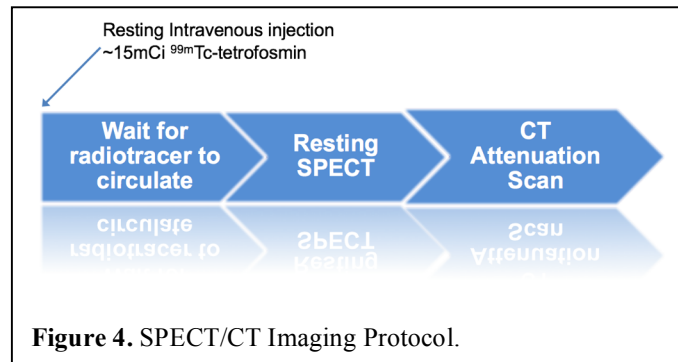 Resting Intravenous injection
~15mCi ⁹⁹ᵐTc-tetrofosmin
Wait for
radiotracer to
circulate
Resting
SPECT
CT
Attenuation
Scan
Figure 4. SPECT/CT Imaging Protocol.